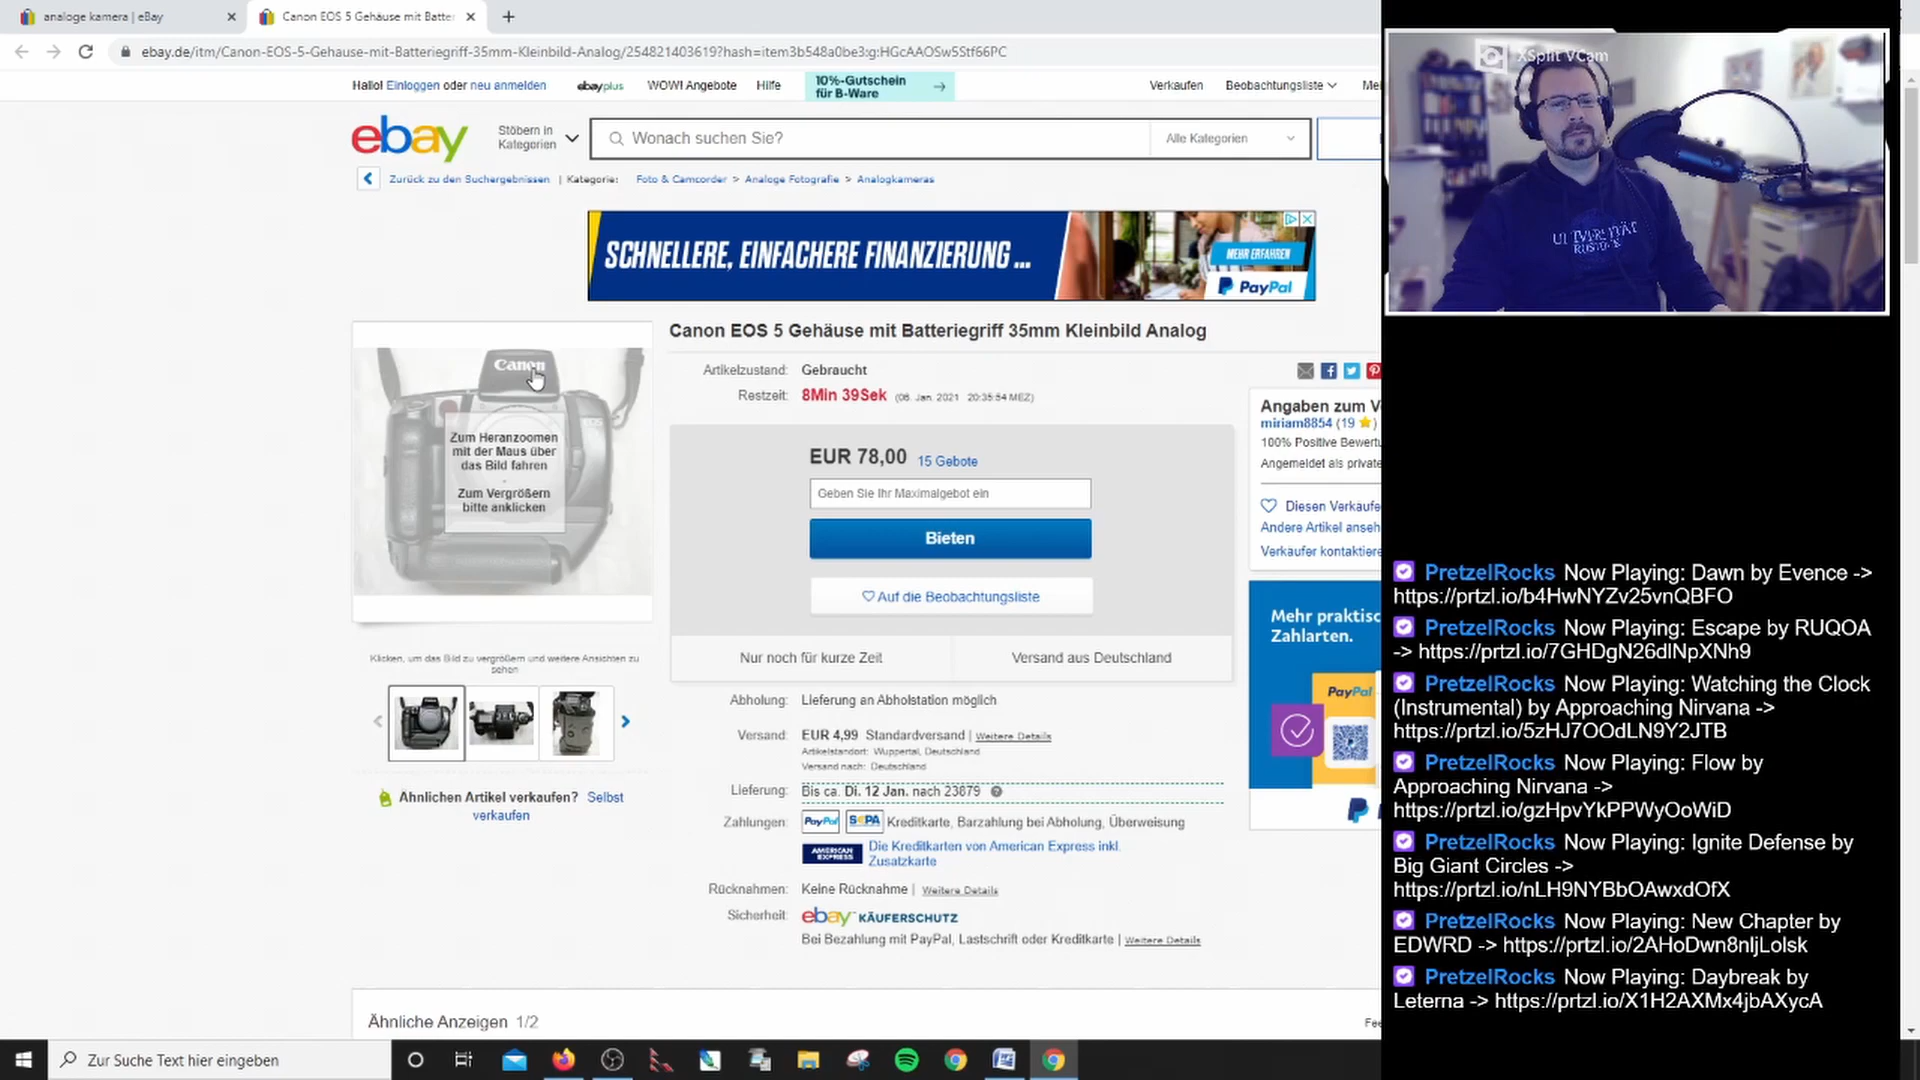 analoge kamera | eBay
Canon EOS 5 Gehäuse mit Batter
ebay.de/itm/Canon-EOS-5-Gehause-mit-Batteriegriff-35mm-Kleinbild-Analog/254821403619?hash=item3b548a0be3:g:HGcAAOSw5Stf66PC
Hallo! Einloggen oder neu anmelden
ebayplus
WOW! Angebote
Hilfe
10%-Gutschein
für B-Ware
Verkaufen
Beobachtungsliste
Mei
ebay
Stöbern in
Kategorien
Wonach suchen Sie?
Alle Kategorien
Zurück zu den Suchergebnissen | Kategorie: Foto & Camcorder > Analoge Fotografie > Analogkameras
SCHNELLERE, EINFACHERE FINANZIERUNG ...
MEHR ERFAHREN
PayPal
Canon EOS 5 Gehäuse mit Batteriegriff 35mm Kleinbild Analog
Artikelzustand: Gebraucht
Restzeit: 8Min 39Sek (06. Jan. 2021 20:35:54 MEZ)
Canon
Zum Heranzoomen
mit der Maus über
das Bild fahren
-
Zum Vergrößern
bitte anklicken
EUR 78,00 15 Gebote
Geben Sie Ihr Maximalgebot ein
Bieten
Auf die Beobachtungsliste
Nur noch für kurze Zeit
Versand aus Deutschland
Klicken, um das Bild zu vergrößern und weitere Ansichten zu
sehen
Ähnlichen Artikel verkaufen? Selbst
verkaufen
Abholung: Lieferung an Abholstation möglich
Versand: EUR 4,99 Standardversand | Weitere Details
Artikelstandort: Wuppertal, Deutschland
Versand nach: Deutschland
Lieferung: Bis ca. Di. 12 Jan. nach 23879
Zahlungen: PayPal SEPA Kreditkarte, Barzahlung bei Abholung, Überweisung
AMERICAN EXPRESS
Die Kreditkarten von American Express inkl.
Zusatzkarte
Rücknahmen: Keine Rücknahme | Weitere Details
Sicherheit: ebay KÄUFERSCHUTZ
Bei Bezahlung mit PayPal, Lastschrift oder Kreditkarte | Weitere Details
Angaben zum V
miriam8854 (19
100% Positive Bewertu
Angemeldet als private
Diesen Verkäufe
Andere Artikel anseh
Verkäufer kontaktiere
Mehr praktisc
Zahlarten.
PayPal
Ähnliche Anzeigen 1/2
Fee
XSplit VCam
UNIVERSITÄT
ROSTOCK
PretzelRocks Now Playing: Dawn by Evence ->
https://prtzl.io/b4HwNYZv25vnQBFO
PretzelRocks Now Playing: Escape by RUQOA
-> https://prtzl.io/7GHDgN26dlNpXNh9
PretzelRocks Now Playing: Watching the Clock
(Instrumental) by Approaching Nirvana ->
https://prtzl.io/5zHJ7OOdLN9Y2JTB
PretzelRocks Now Playing: Flow by
Approaching Nirvana ->
https://prtzl.io/gzHpvYkPPWyOoWiD
PretzelRocks Now Playing: Ignite Defense by
Big Giant Circles ->
https://prtzl.io/nLH9NYBbOAwxdOfX
PretzelRocks Now Playing: New Chapter by
EDWRD -> https://prtzl.io/2AHoDwn8nljLolsk
PretzelRocks Now Playing: Daybreak by
Leterna -> https://prtzl.io/X1H2AXMx4jbAXycA
Zur Suche Text hier eingeben